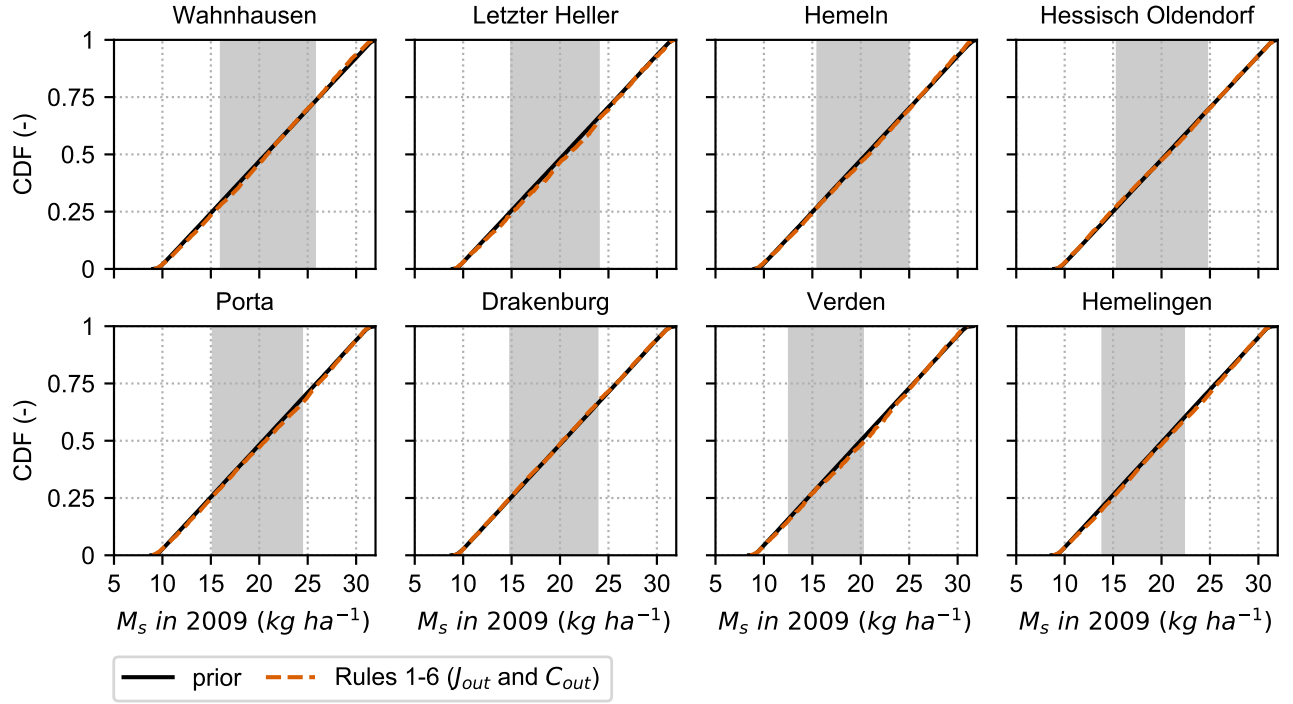 Wahnhausen Letzter Heller Hemeln Hessisch Oldendorf
1
0.75
0.5
0.25
0
CDF (-)
Porta Drakenburg Verden Hemelingen
1
0.75
0.5
0.25
0
CDF (-)
5 10 15 20 25 30 5 10 15 20 25 30 5 10 15 20 25 30 5 10 15 20 25 30
Mₛ in 2009 (kg ha⁻¹) Mₛ in 2009 (kg ha⁻¹) Mₛ in 2009 (kg ha⁻¹) Mₛ in 2009 (kg ha⁻¹)
prior Rules 1-6 (J_out and C_out)